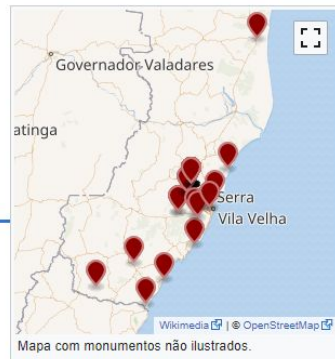 Governador Valadares
atinga
Serra
Vila Velha
Wikimedia | © OpenStreetMap
Mapa com monumentos não ilustrados.